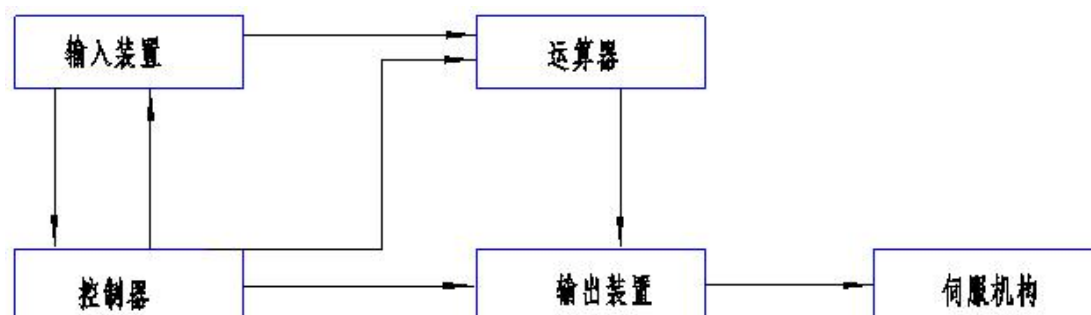 输入装置
运算器
控制器
输出装置
伺服机构